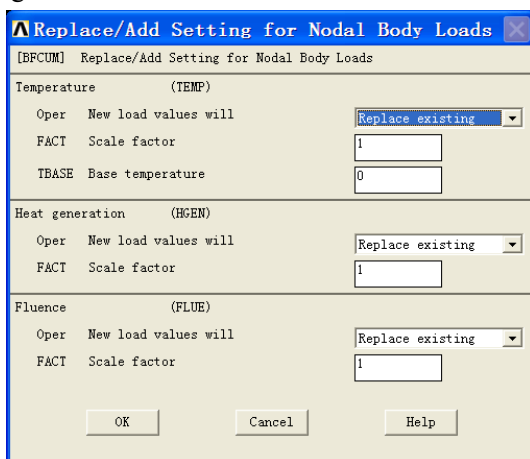 Replace/Add Setting for Nodal Body Loads
[BFCUM] Replace/Add Setting for Nodal Body Loads
Temperature (TEMP)
Oper New load values will Replace existing
FACT Scale factor 1
TBASE Base temperature 0
Heat generation (HGEN)
Oper New load values will Replace existing
FACT Scale factor 1
Fluence (FLUE)
Oper New load values will Replace existing
FACT Scale factor 1
OK Cancel Help